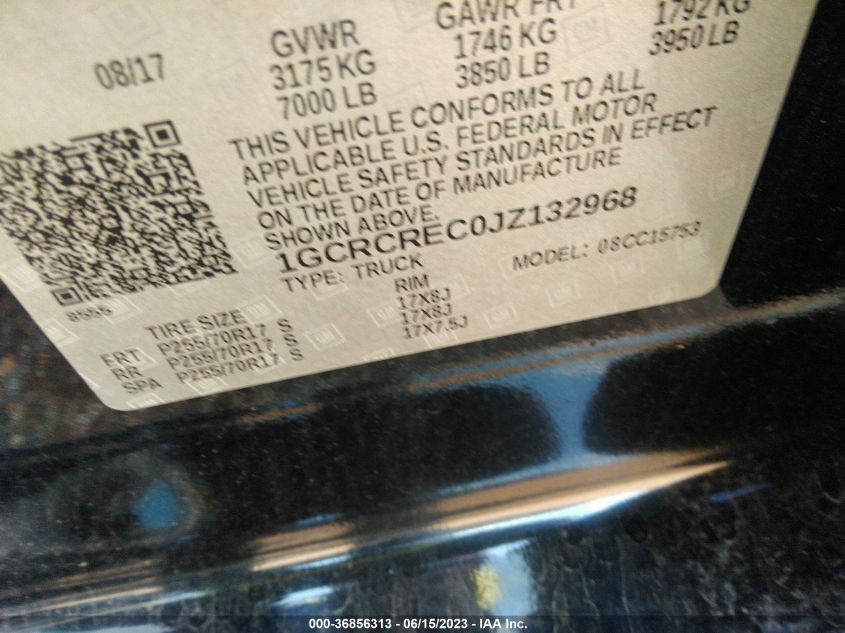 08/17
GVWR
3175 KG
7000 LB
GAWR FRT
1746 KG
3850 LB
1792 KG
3950 LB
THIS VEHICLE CONFORMS TO ALL
APPLICABLE U.S. FEDERAL MOTOR
VEHICLE SAFETY STANDARDS IN EFFECT
ON THE DATE OF MANUFACTURE
SHOWN ABOVE.
1GCRCREC0JZ132968
TYPE: TRUCK MODEL: 08CC15753
8555
TIRE SIZE RIM
FRT P255/70R17 S 17X8J
RR P255/70R17 S 17X8J
SPA P255/70R17 S 17X7.5J
000-36856313 - 06/15/2023 - IAA Inc.